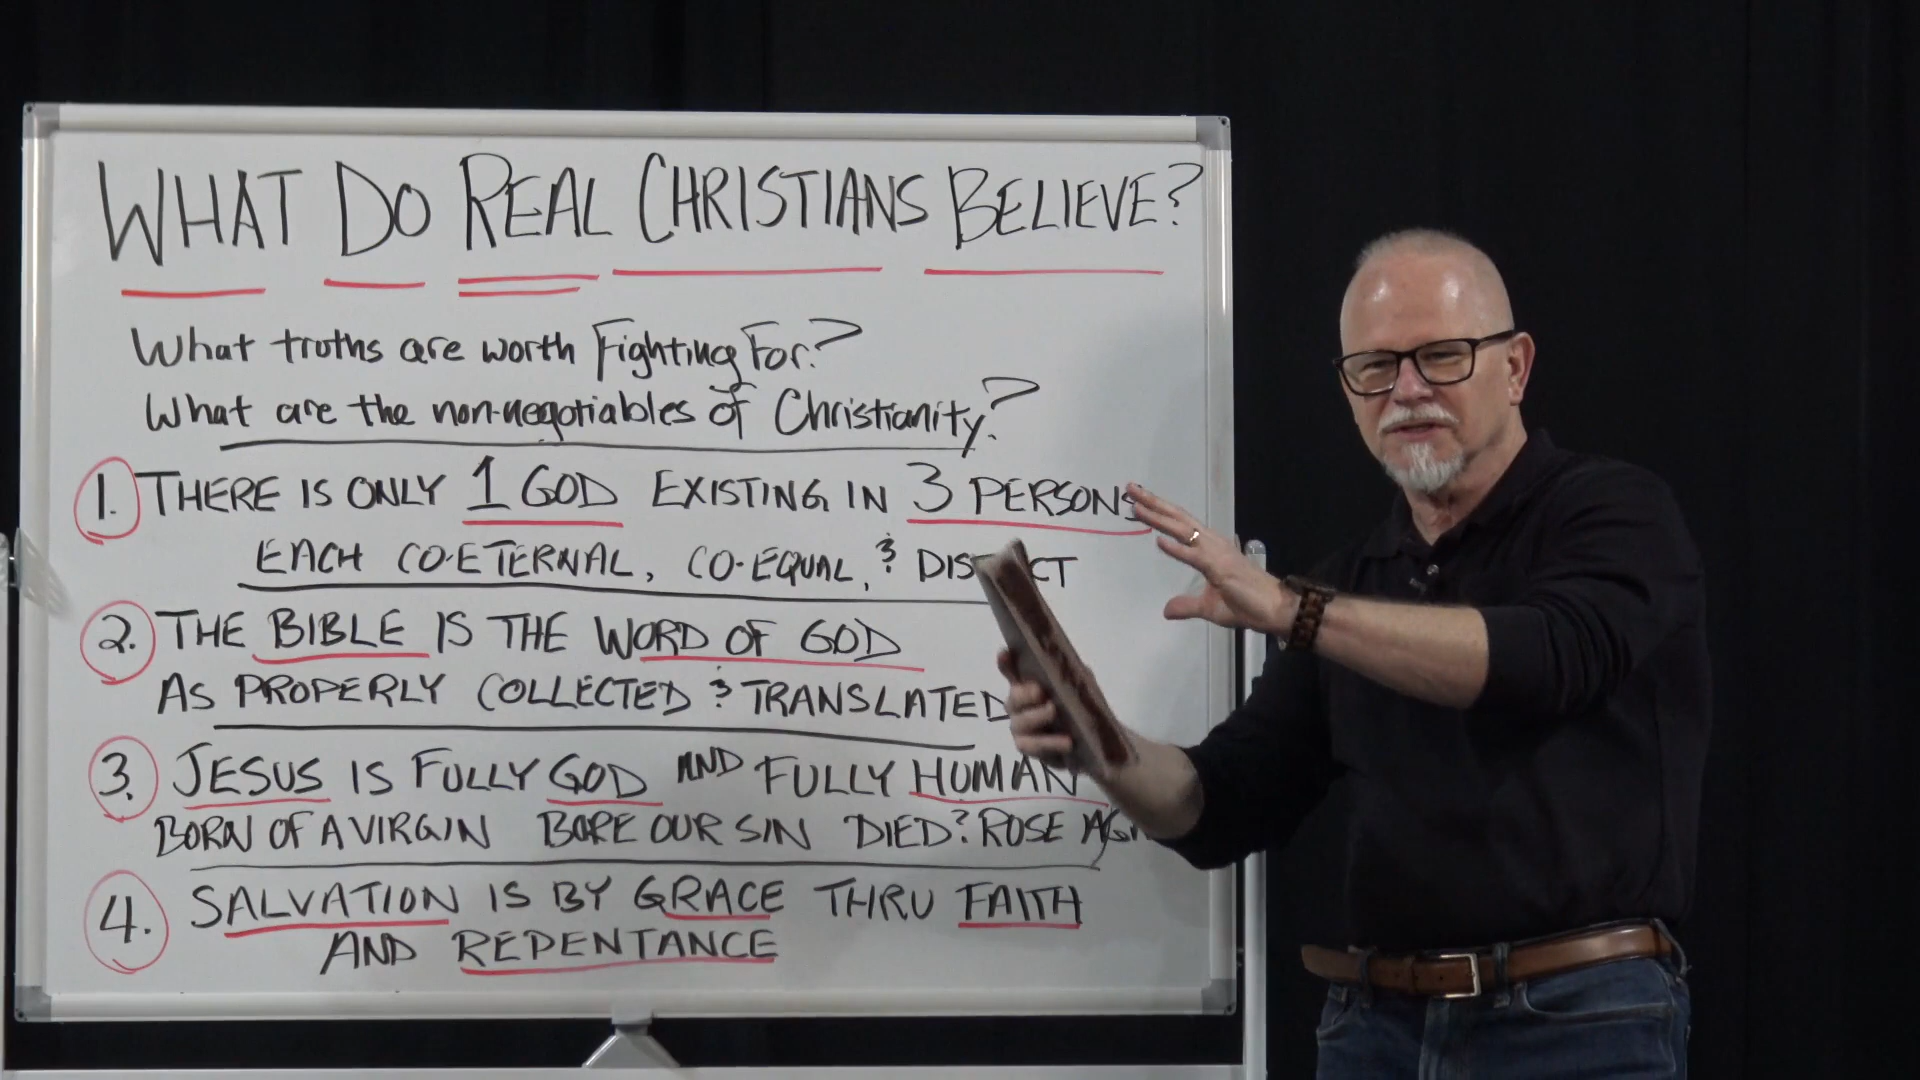 WHAT DO REAL CHRISTIANS BELIEVE?
What truths are worth Fighting For?
What are the non-negotiables of Christianity?
1. THERE IS ONLY 1 GOD EXISTING IN 3 PERSONS
EACH CO-ETERNAL, CO-EQUAL, & DIS CT
2. THE BIBLE IS THE WORD OF GOD
AS PROPERLY COLLECTED & TRANSLATED
3. JESUS IS FULLY GOD AND FULLY HUMAN
BORN OF A VIRGIN BORE OUR SIN DIED & ROSE AG
4. SALVATION IS BY GRACE THRU FAITH
AND REPENTANCE